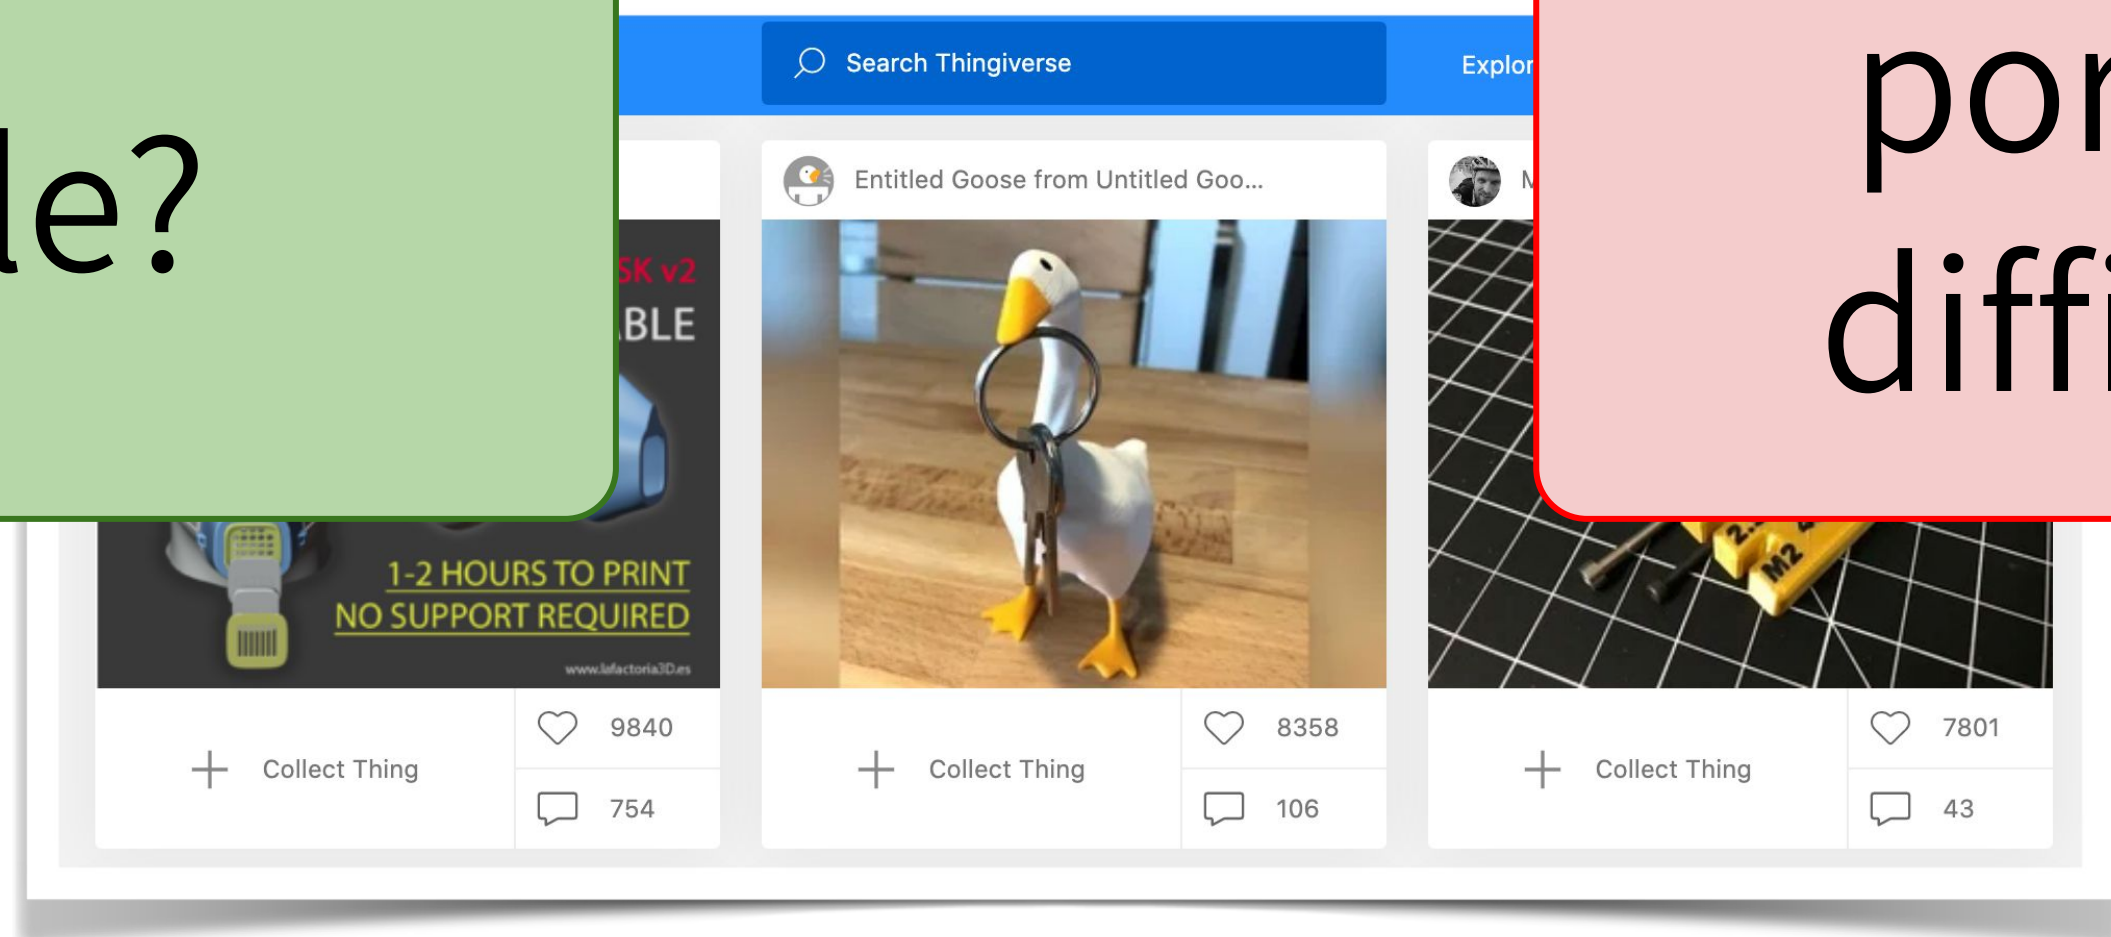 le?
por
diffi
Search Thingiverse
Explor
Entitled Goose from Untitled Goo...
M
SK v2
BLE
1-2 HOURS TO PRINT
NO SUPPORT REQUIRED
www.lafactoria3D.es
M2
Collect Thing
9840
754
Collect Thing
8358
106
Collect Thing
7801
43